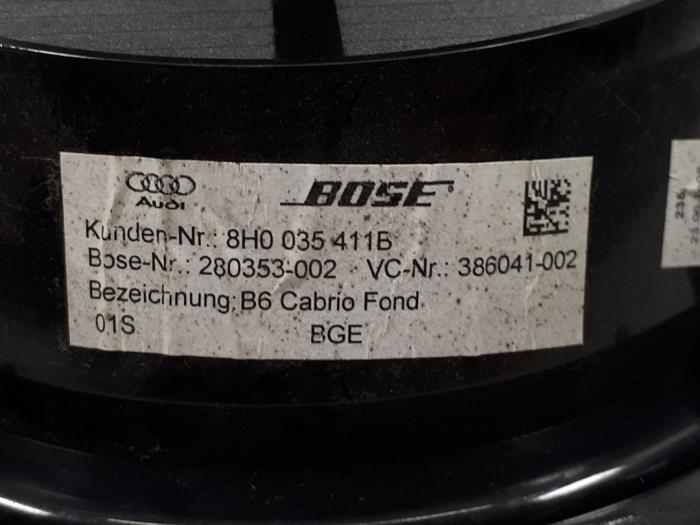 Audi BOSE
Kunden-Nr.: 8H0 035 411B
Bose-Nr.: 280353-002 VC-Nr.: 386041-002
Bezeichnung: B6 Cabrio Fond
01S BGE